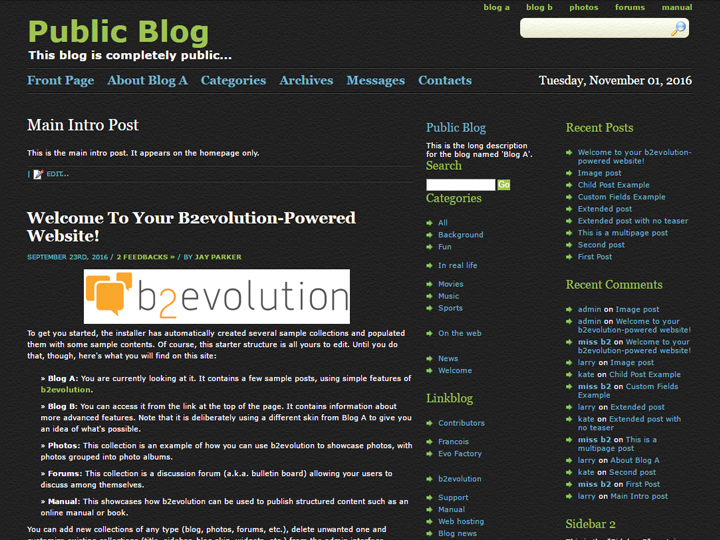 blog a blog b photos forums manual
Public Blog
This blog is completely public...
Front Page About Blog A Categories Archives Messages Contacts
Tuesday, November 01, 2016
Main Intro Post
This is the main intro post. It appears on the homepage only.
| EDIT...
Welcome To Your B2evolution-Powered
Website!
SEPTEMBER 23RD, 2016 / 2 FEEDBACKS » / BY JAY PARKER
b2evolution
To get you started, the installer has automatically created several sample collections and populated
them with some sample contents. Of course, this starter structure is all yours to edit. Until you do
that, though, here's what you will find on this site:
» Blog A: You are currently looking at it. It contains a few sample posts, using simple features of
b2evolution.
» Blog B: You can access it from the link at the top of the page. It contains information about
more advanced features. Note that it is deliberately using a different skin from Blog A to give you
an idea of what's possible.
» Photos: This collection is an example of how you can use b2evolution to showcase photos, with
photos grouped into photo albums.
» Forums: This collection is a discussion forum (a.k.a. bulletin board) allowing your users to
discuss among themselves.
» Manual: This showcases how b2evolution can be used to publish structured content such as an
online manual or book.
You can add new collections of any type (blog, photos, forums, etc.), delete unwanted one and
Public Blog
This is the long description
for the blog named 'Blog A'.
Search
Go
Categories
All
Background
Fun
In real life
Movies
Music
Sports
On the web
News
Welcome
Linkblog
Contributors
Francois
Evo Factory
b2evolution
Support
Manual
Web hosting
Blog news
Recent Posts
Welcome to your b2evolution-
powered website!
Image post
Child Post Example
Custom Fields Example
Extended post
Extended post with no teaser
This is a multipage post
Second post
First Post
Recent Comments
admin on Image post
admin on Welcome to your
b2evolution-powered website!
miss b2 on Welcome to your
b2evolution-powered website!
larry on Image post
kate on Child Post Example
miss b2 on Custom Fields
Example
larry on Extended post
kate on Extended post with
no teaser
miss b2 on This is a
multipage post
larry on About Blog A
kate on Second post
miss b2 on First Post
larry on Main Intro post
Sidebar 2